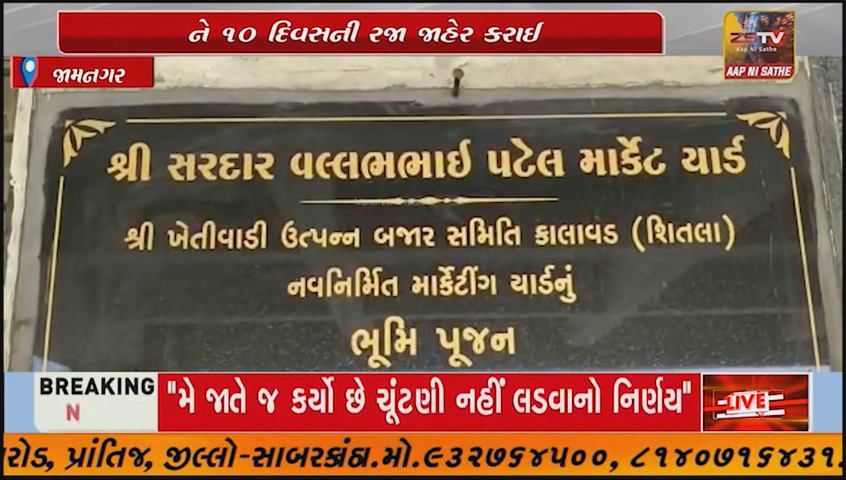 ને ૧૦ દિવસની રજા જાહેર કરાઈ
ZSTV
Aap Ni Sathe
AAP NI SATHE
જામનગર
શ્રી સરદાર વલ્લભભાઈ પટેલ માર્કેટ યાર્ડ
શ્રી ખેતીવાડી ઉત્પન્ન બજાર સમિતિ કાલાવડ (શિતલા)
નવનિર્મિત માર્કેટીંગ યાર્ડનું
ભૂમિ પૂજન
BREAKING
N
"મે જાતે જ કર્યો છે ચૂંટણી નહીં લડવાનો નિર્ણય"
LIVE
રોડ, પ્રાંતિજ, જીલ્લો-સાબરકાંઠા.મો.૯૩૨૭૬૪૫૦૦, ૮૧૪૦૭૧૬૪૩૧.